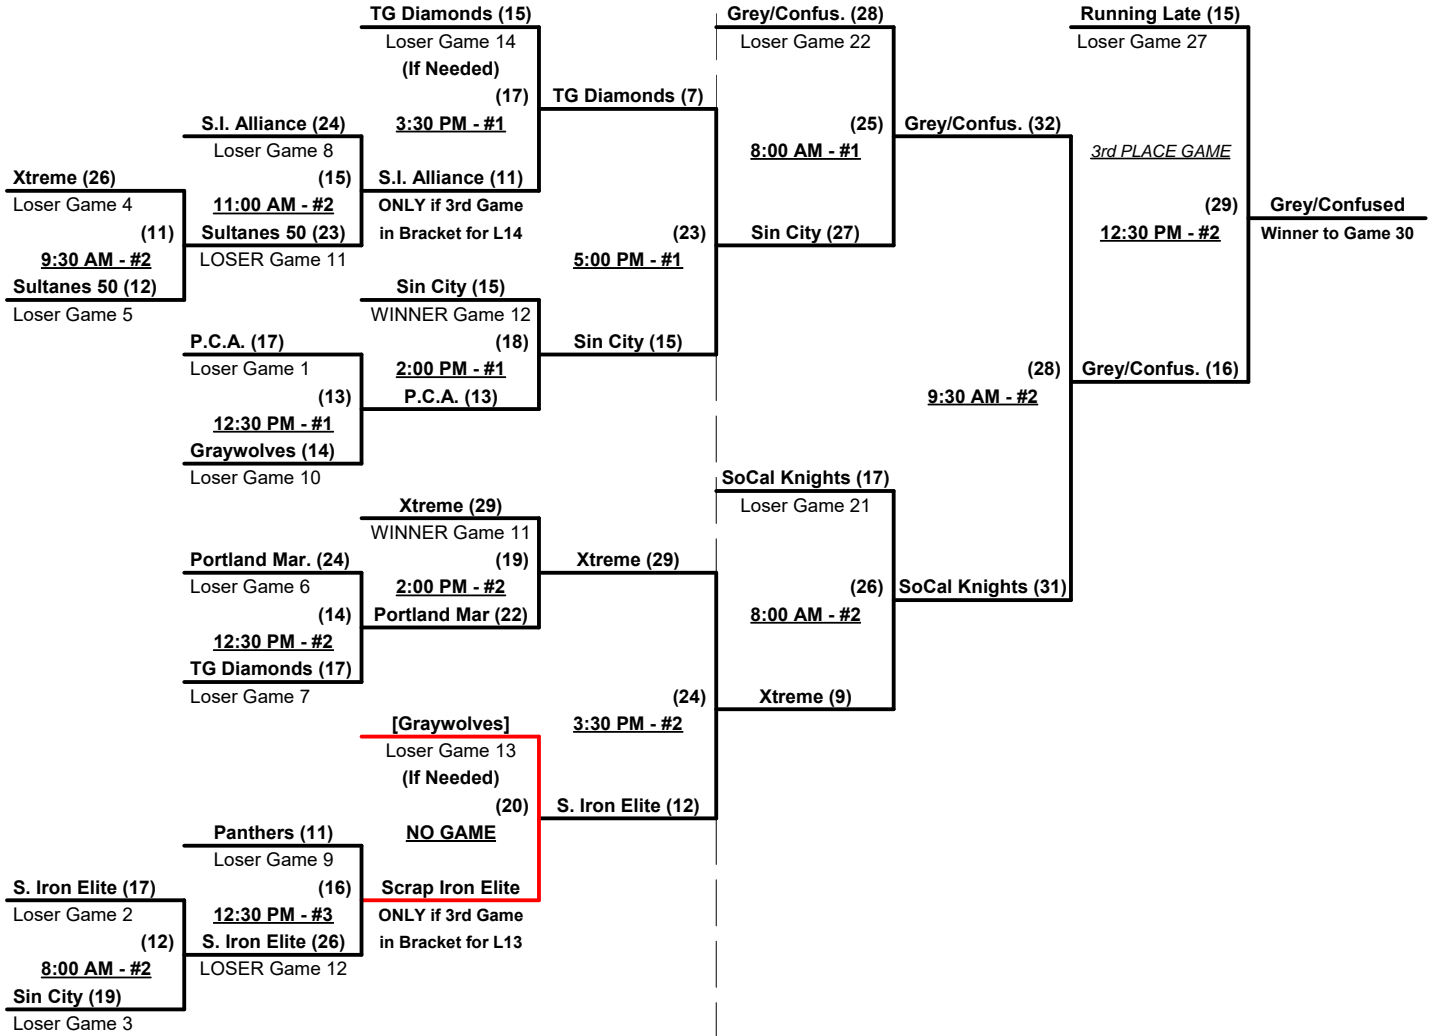 TG Diamonds (15)
Loser Game 14
(If Needed)
(17)
3:30 PM - #1
S.I. Alliance (24)
Loser Game 8
(15)
11:00 AM - #2
Xtreme (26)
Loser Game 4
(11)
9:30 AM - #2
Sultanes 50 (12)
Loser Game 5
Sultanes 50 (23)
LOSER Game 11
S.I. Alliance (11)
ONLY if 3rd Game
in Bracket for L14
TG Diamonds (7)
(23)
5:00 PM - #1
Sin City (15)
WINNER Game 12
(18)
2:00 PM - #1
P.C.A. (13)
Sin City (15)
P.C.A. (17)
Loser Game 1
(13)
12:30 PM - #1
Graywolves (14)
Loser Game 10
Grey/Confus. (28)
Loser Game 22
(25)
8:00 AM - #1
Sin City (27)
Grey/Confus. (32)
(28)
9:30 AM - #2
Running Late (15)
Loser Game 27
3rd PLACE GAME
(29)
12:30 PM - #2
Grey/Confus. (16)
Grey/Confused
Winner to Game 30
Xtreme (29)
WINNER Game 11
(19)
2:00 PM - #2
Portland Mar. (24)
Loser Game 6
(14)
12:30 PM - #2
TG Diamonds (17)
Loser Game 7
Portland Mar (22)
Xtreme (29)
(24)
3:30 PM - #2
SoCal Knights (17)
Loser Game 21
(26)
8:00 AM - #2
Xtreme (9)
SoCal Knights (31)
[Graywolves]
Loser Game 13
(If Needed)
(20)
NO GAME
S. Iron Elite (12)
Panthers (11)
Loser Game 9
(16)
12:30 PM - #3
Scrap Iron Elite
ONLY if 3rd Game
in Bracket for L13
S. Iron Elite (17)
Loser Game 2
(12)
8:00 AM - #2
S. Iron Elite (26)
LOSER Game 12
Sin City (19)
Loser Game 3